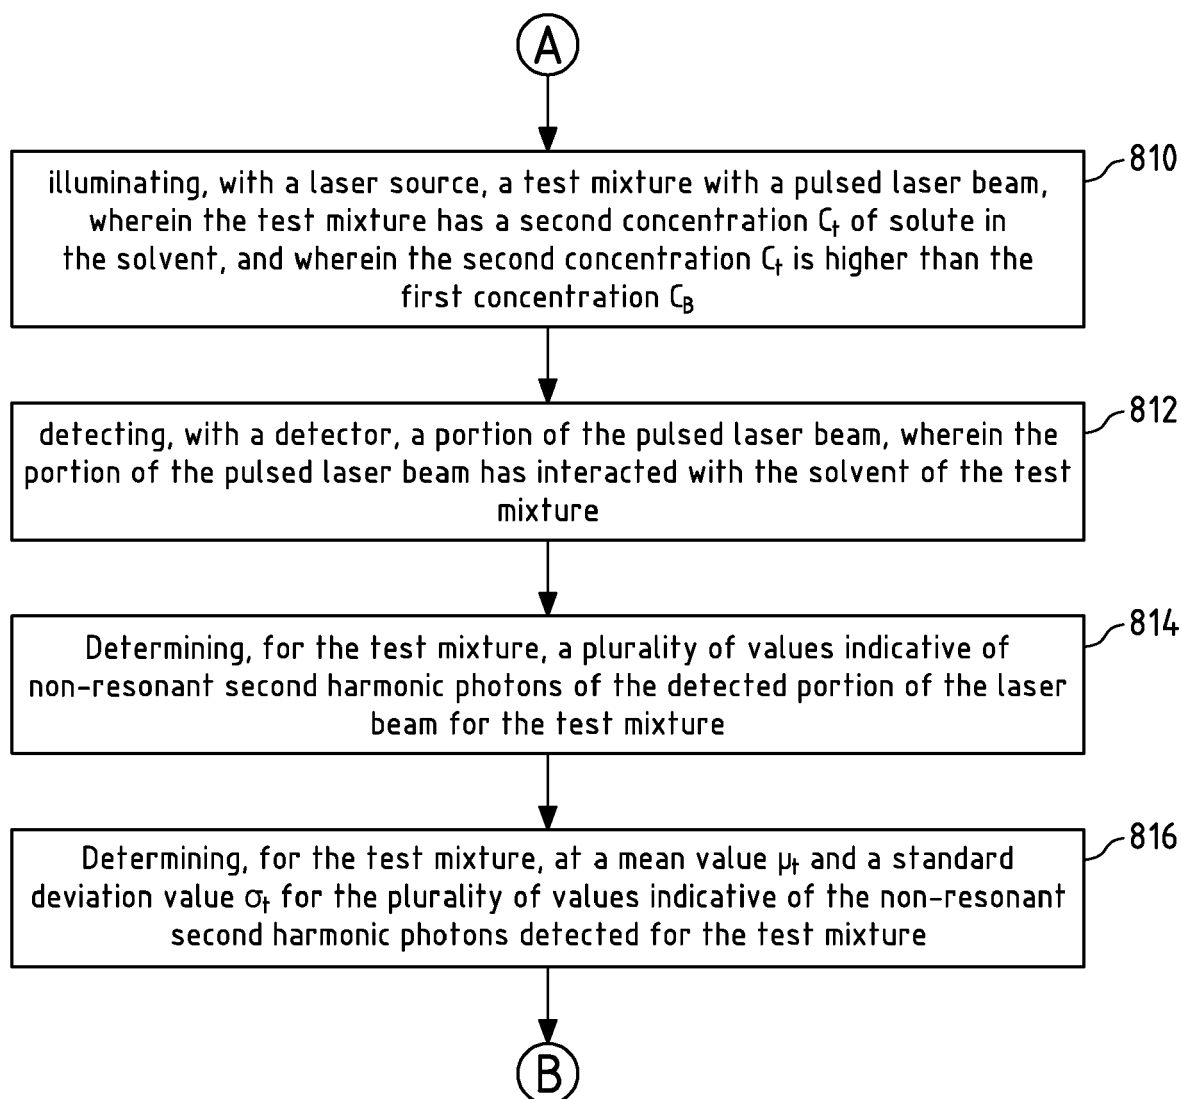 A
810
illuminating, with a laser source, a test mixture with a pulsed laser beam,
wherein the test mixture has a second concentration Cₜ of solute in
the solvent, and wherein the second concentration Cₜ is higher than the
first concentration C_B
812
detecting, with a detector, a portion of the pulsed laser beam, wherein the
portion of the pulsed laser beam has interacted with the solvent of the test
mixture
814
Determining, for the test mixture, a plurality of values indicative of
non-resonant second harmonic photons of the detected portion of the laser
beam for the test mixture
816
Determining, for the test mixture, at a mean value μₜ and a standard
deviation value σₜ for the plurality of values indicative of the non-resonant
second harmonic photons detected for the test mixture
B